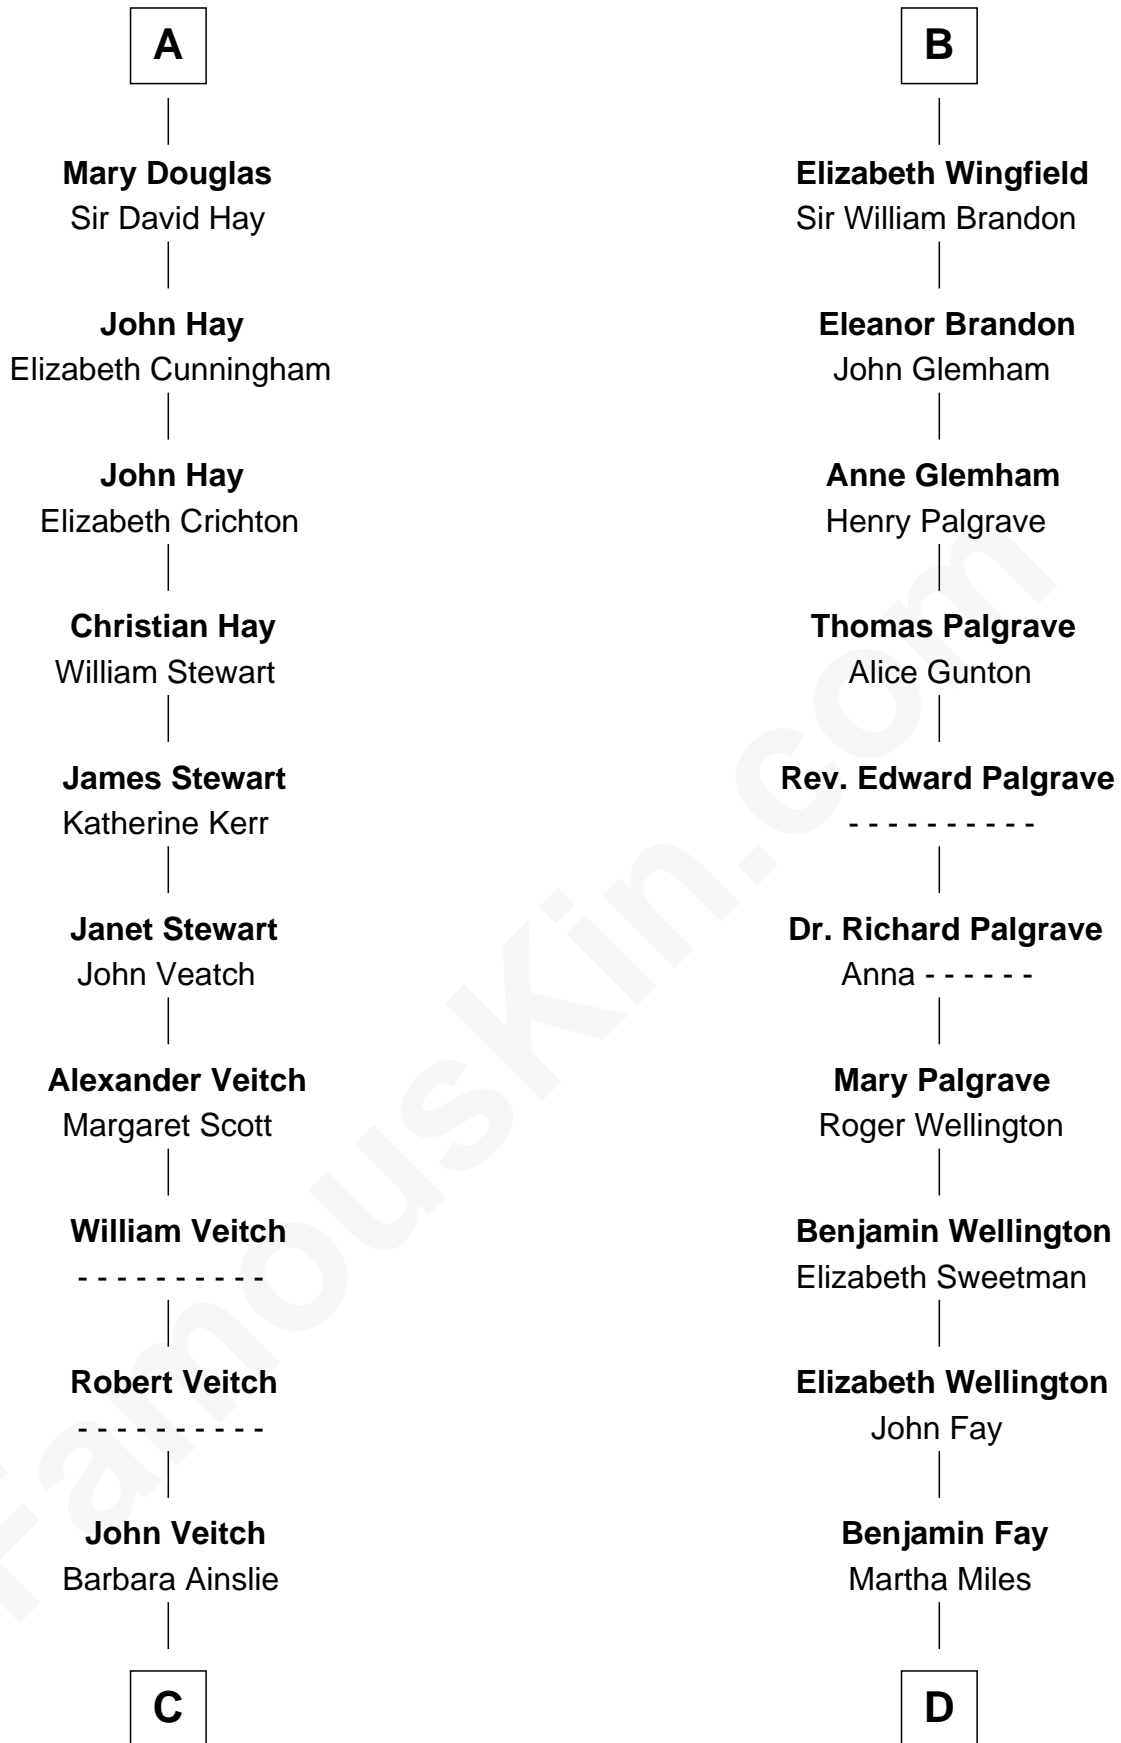 A
Mary Douglas
Sir David Hay
John Hay
Elizabeth Cunningham
John Hay
Elizabeth Crichton
Christian Hay
William Stewart
James Stewart
Katherine Kerr
Janet Stewart
John Veatch
Alexander Veitch
Margaret Scott
William Veitch
- - - - - - - - - -
Robert Veitch
- - - - - - - - - -
John Veitch
Barbara Ainslie
C
B
Elizabeth Wingfield
Sir William Brandon
Eleanor Brandon
John Glemham
Anne Glemham
Henry Palgrave
Thomas Palgrave
Alice Gunton
Rev. Edward Palgrave
- - - - - - - - - -
Dr. Richard Palgrave
Anna - - - - - -
Mary Palgrave
Roger Wellington
Benjamin Wellington
Elizabeth Sweetman
Elizabeth Wellington
John Fay
Benjamin Fay
Martha Miles
D
FamousKin.com